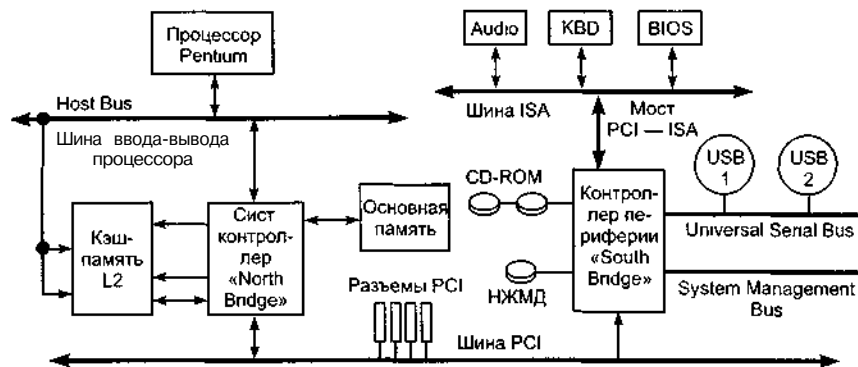 Процессор
Pentium
Host Bus
Шина ввода-вывода
процессора
Кэш-
память
L2
Сист
контрол-
лер
«North
Bridge»
Основная
память
Разъемы PCI
Шина PCI
Audio
KBD
BIOS
Шина ISA
Мост
PCI — ISA
CD-ROM
НЖМД
Контрол-
лер пе-
риферии
«South
Bridge»
USB
1
USB
2
Universal Serial Bus
System Management
Bus